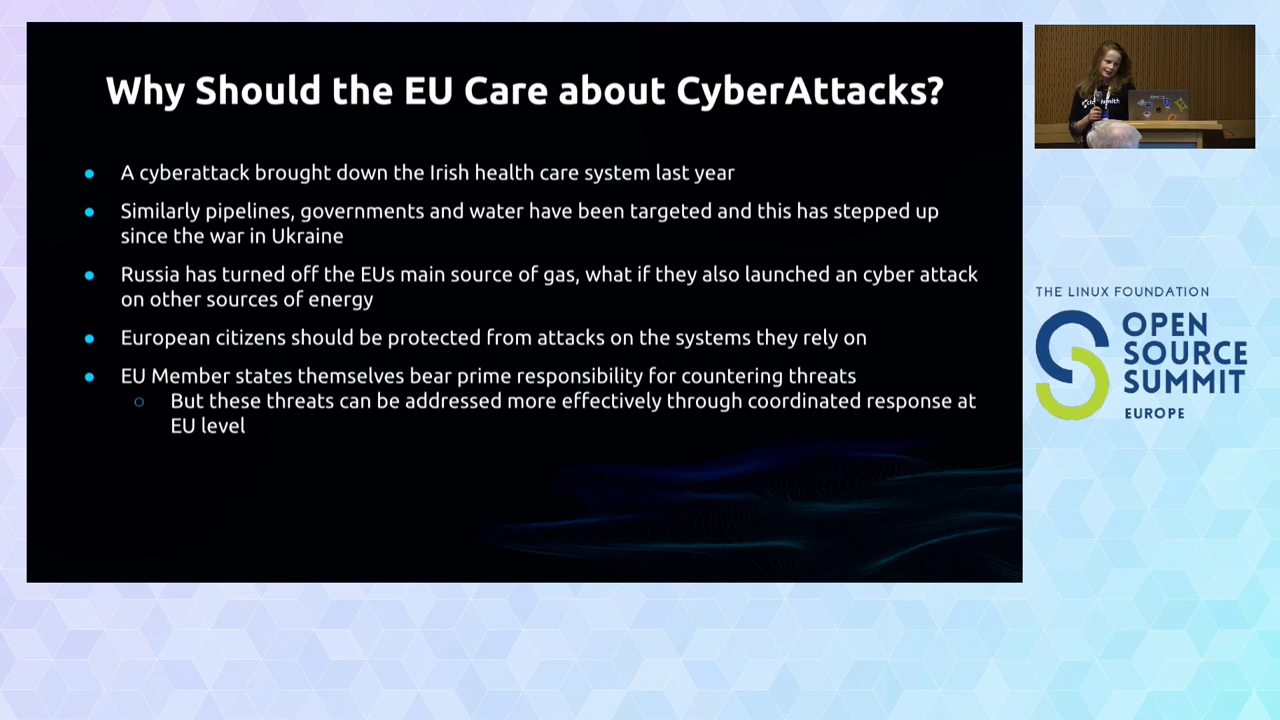 Why Should the EU Care about CyberAttacks?
● A cyberattack brought down the Irish health care system last year
● Similarly pipelines, governments and water have been targeted and this has stepped up
since the war in Ukraine
● Russia has turned off the EUs main source of gas, what if they also launched an cyber attack
on other sources of energy
● European citizens should be protected from attacks on the systems they rely on
● EU Member states themselves bear prime responsibility for countering threats
○ But these threats can be addressed more effectively through coordinated response at
EU level
THE LINUX FOUNDATION
OPEN
SOURCE
SUMMIT
EUROPE